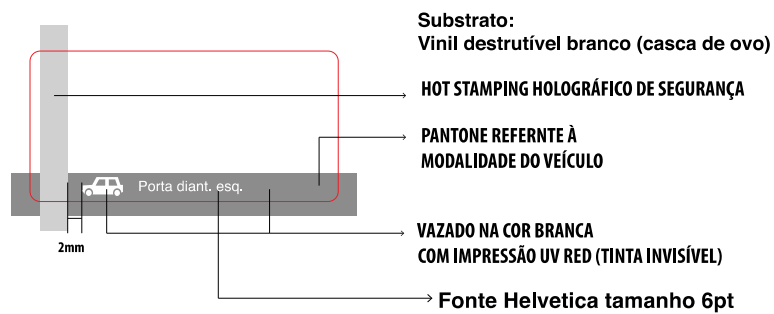 Substrato:
Vinil destrutível branco (casca de ovo)
HOT STAMPING HOLOGRÁFICO DE SEGURANÇA
PANTONE REFERNTE À
MODALIDADE DO VEÍCULO
Porta diant. esq.
2mm
VAZADO NA COR BRANCA
COM IMPRESSÃO UV RED (TINTA INVISÍVEL)
Fonte Helvetica tamanho 6pt